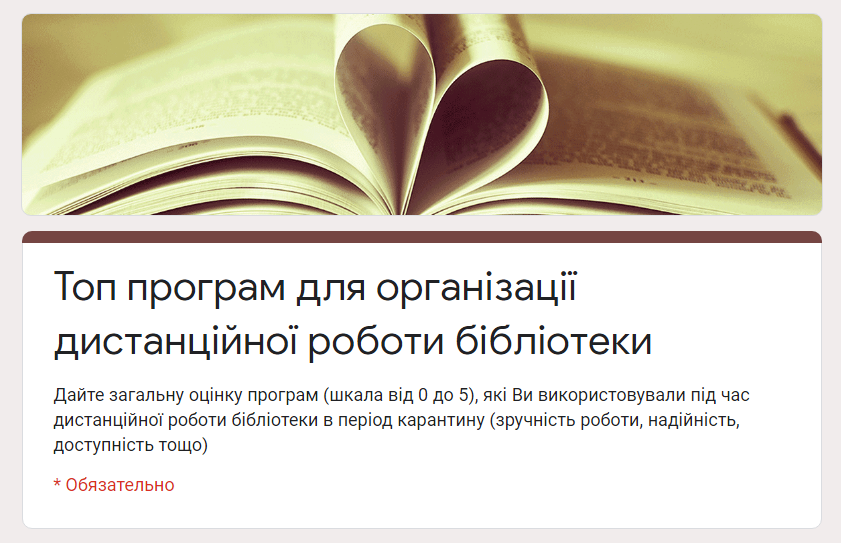 Топ програм для організації
дистанційної роботи бібліотеки
Дайте загальну оцінку програм (шкала від 0 до 5), які Ви використовували під час
дистанційної роботи бібліотеки в період карантину (зручність роботи, надійність,
доступність тощо)
* Обязательно